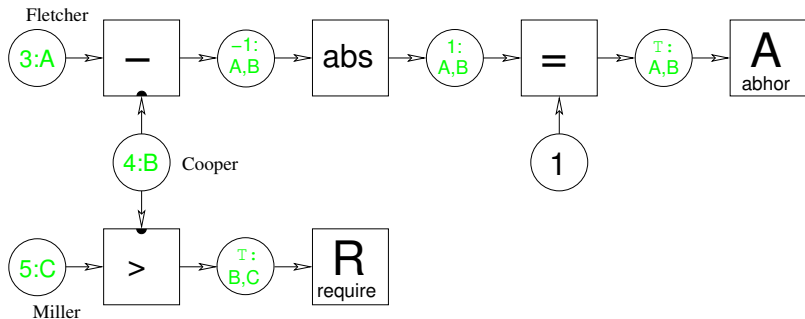 Fletcher
3:A
−
−1:
A,B
abs
1:
A,B
=
T:
A,B
A
abhor
4:B
Cooper
1
5:C
>
T:
B,C
R
require
Miller